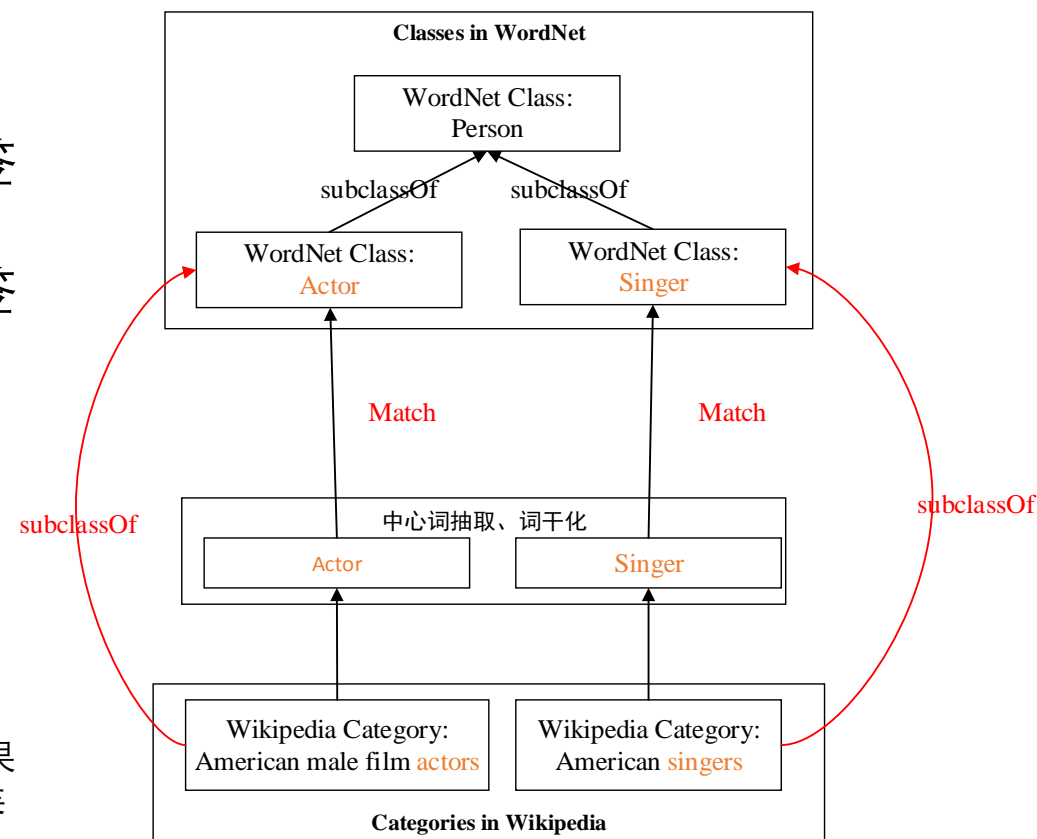 Classes in WordNet
WordNet Class:
Person
subclassOf
subclassOf
WordNet Class:
Actor
WordNet Class:
Singer
Match
Match
subclassOf
subclassOf
中心词抽取、词干化
Actor
Singer
Wikipedia Category:
American male film actors
Wikipedia Category:
American singers
Categories in Wikipedia